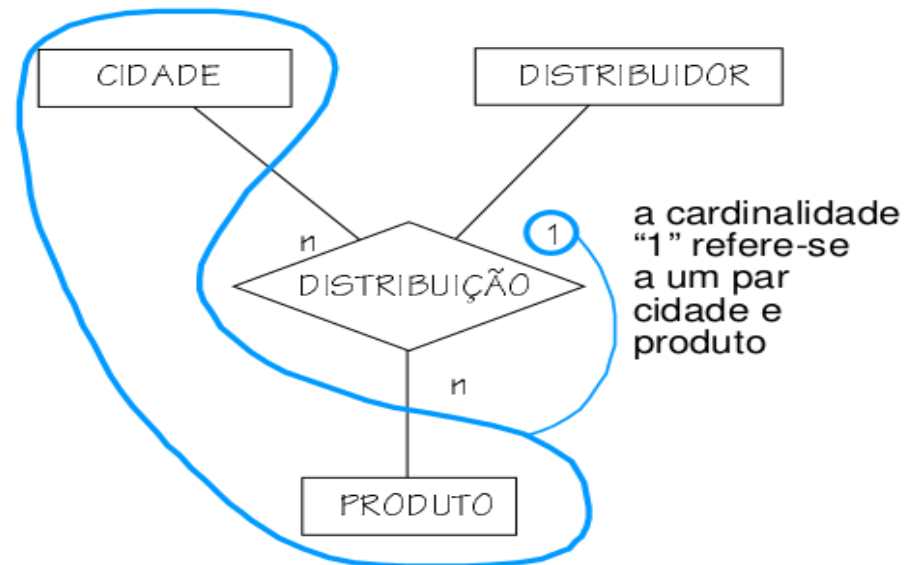 CIDADE
DISTRIBUIDOR
n
1
DISTRIBUIÇÃO
n
PRODUTO
a cardinalidade
“1” refere-se
a um par
cidade e
produto